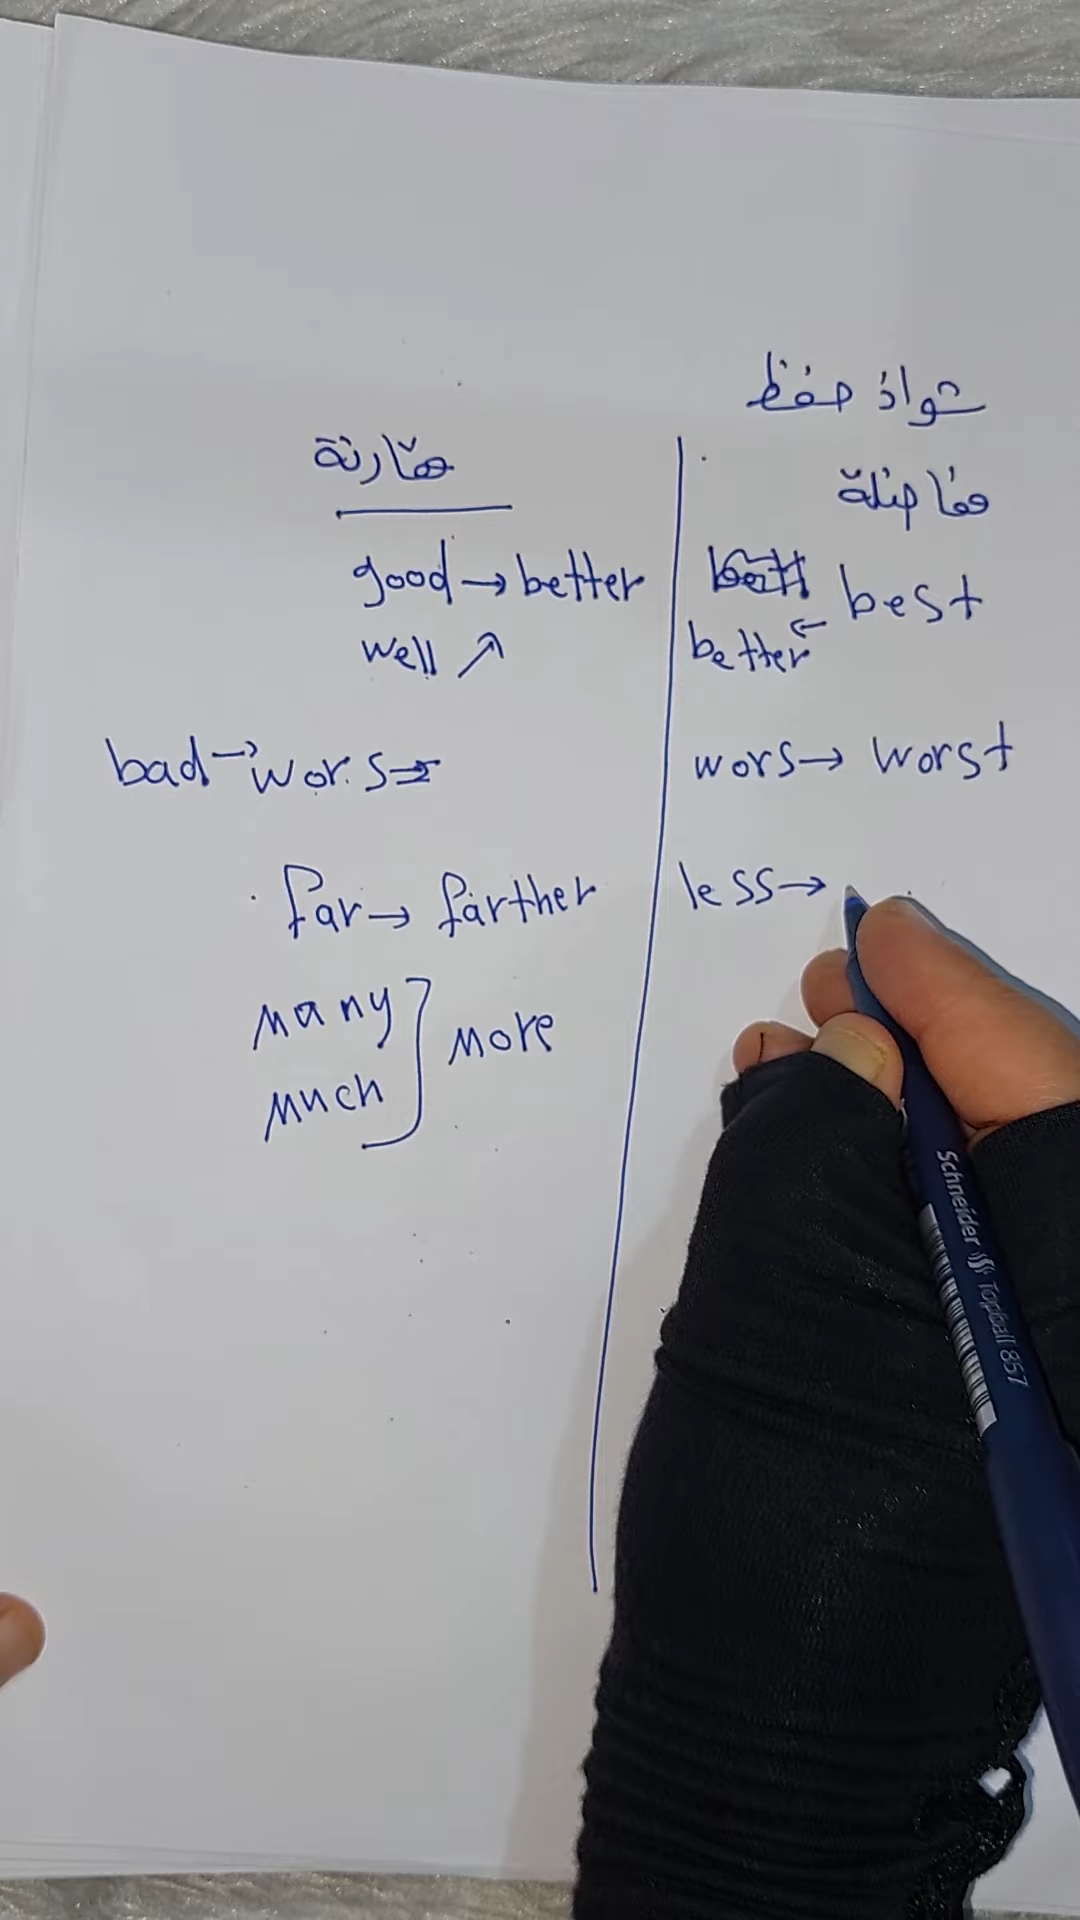 شواذ حفظ
مفاضلة
best
better ←
wors → worst
less →
مقارنة
good → better
well ↗
bad → wors
far → farther
many
much
more
Schneider Topball 857